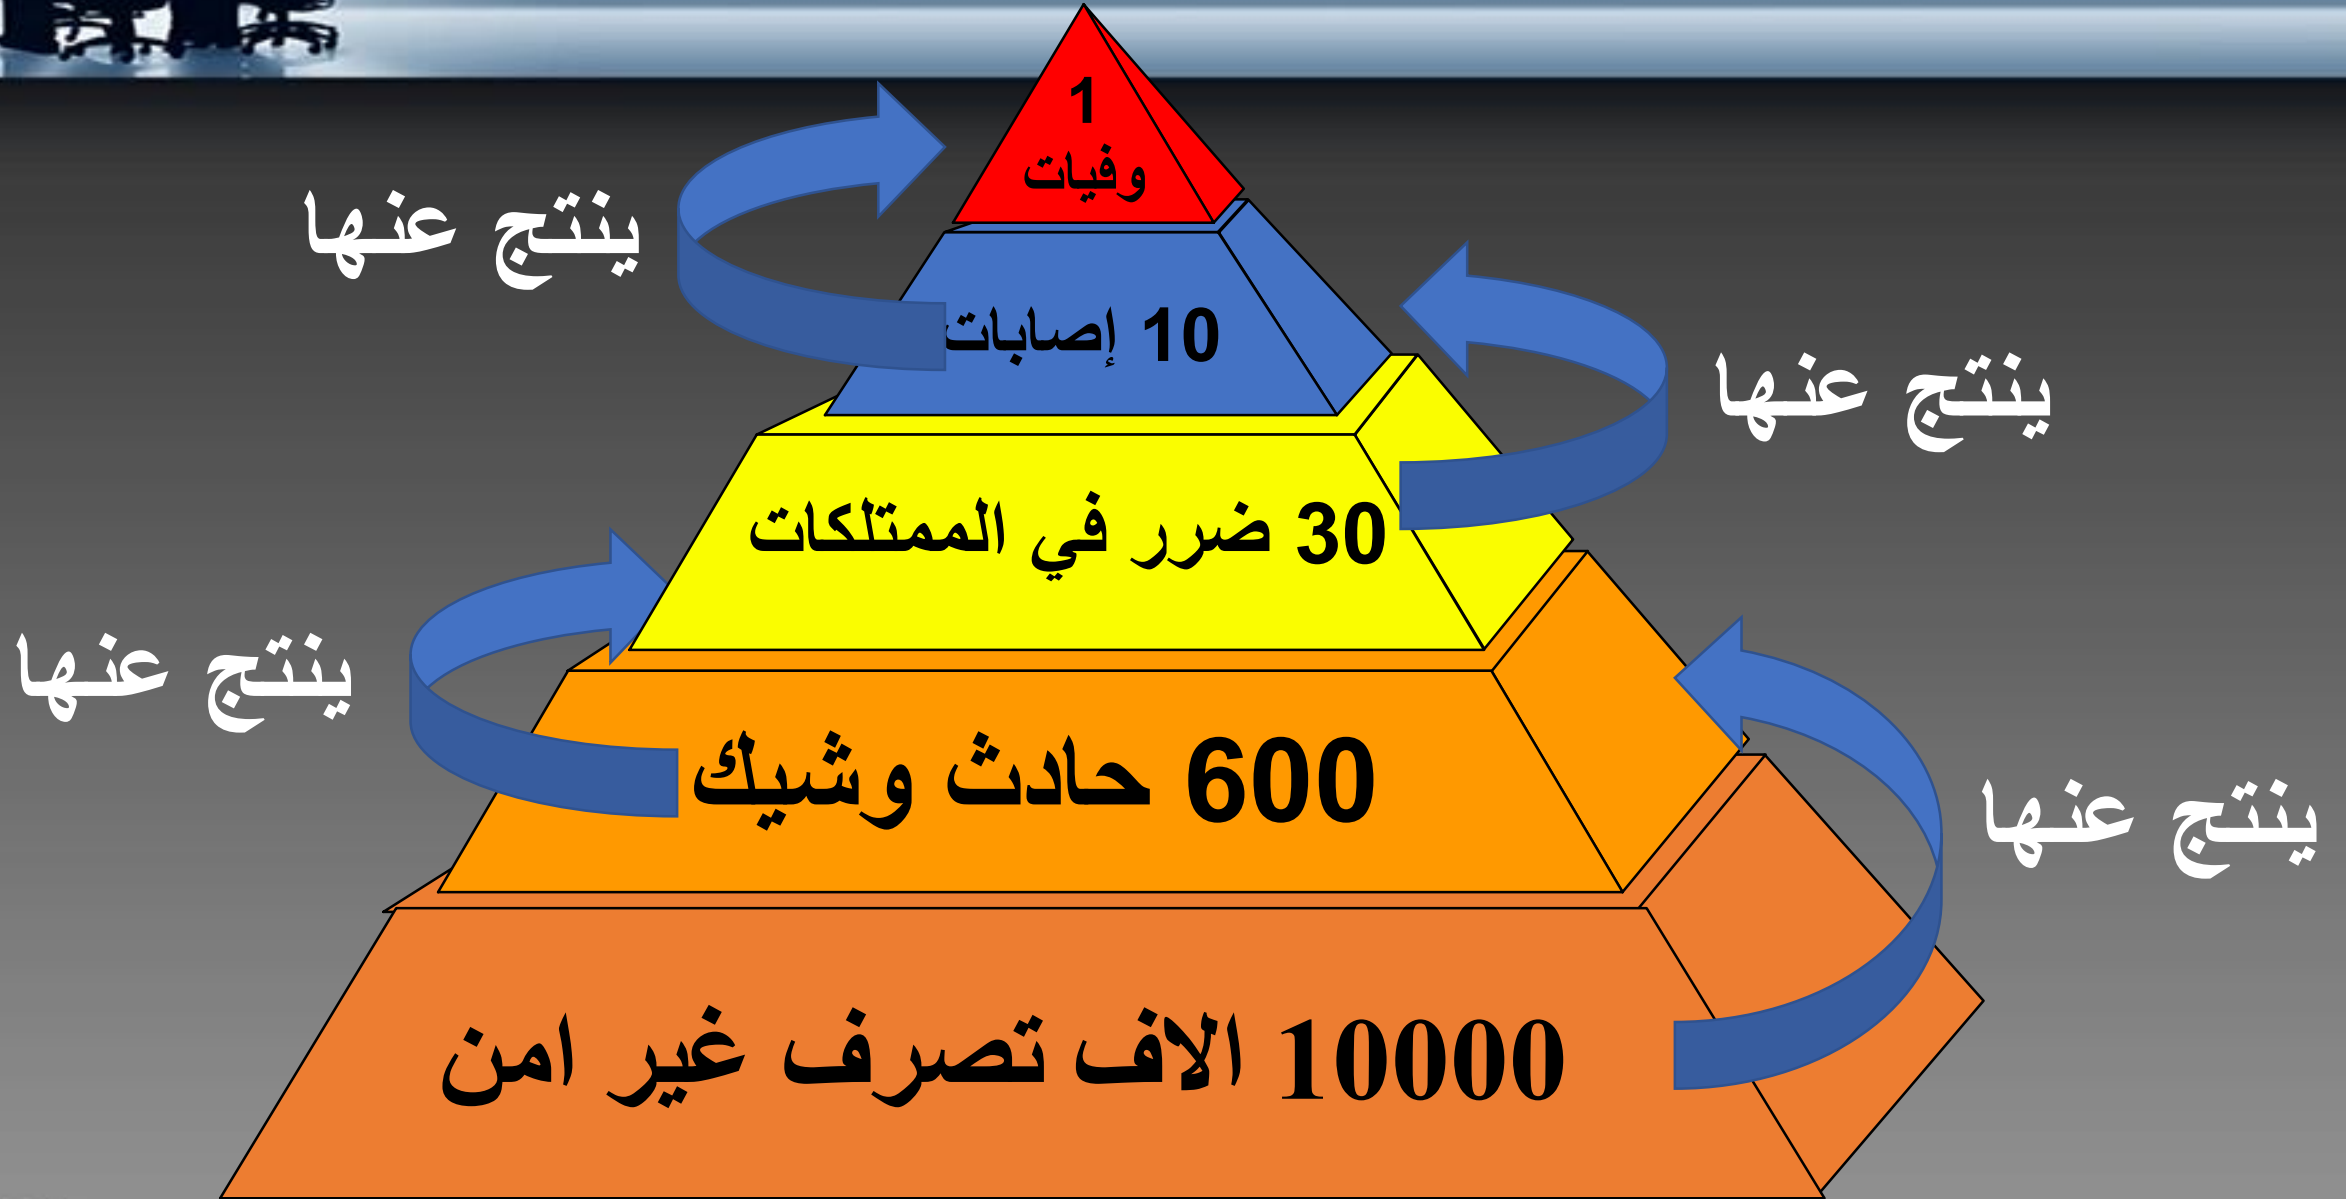 1
وفيات
ينتج عنها
10 إصابات
ينتج عنها
30 ضرر في الممتلكات
ينتج عنها
600 حادث وشيك
ينتج عنها
10000 الاف تصرف غير امن